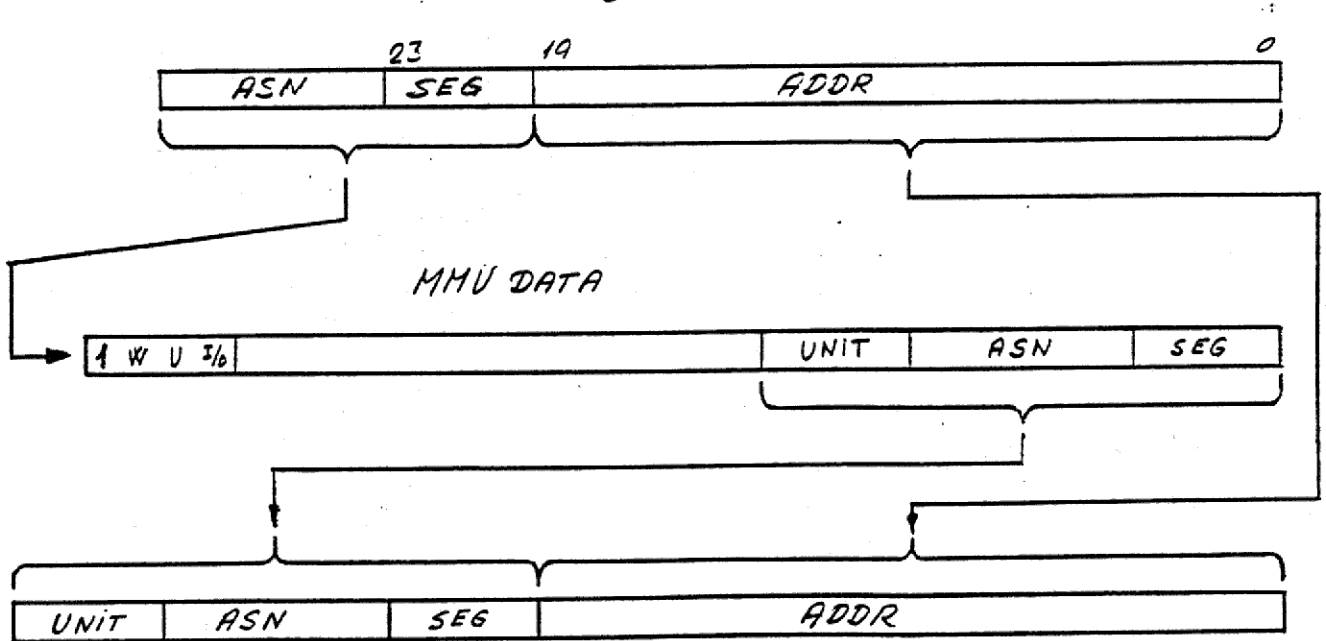 23 19 0
ASN SEG ADDR
MMU DATA
1 W U I/O UNIT ASN SEG
UNIT ASN SEG ADDR